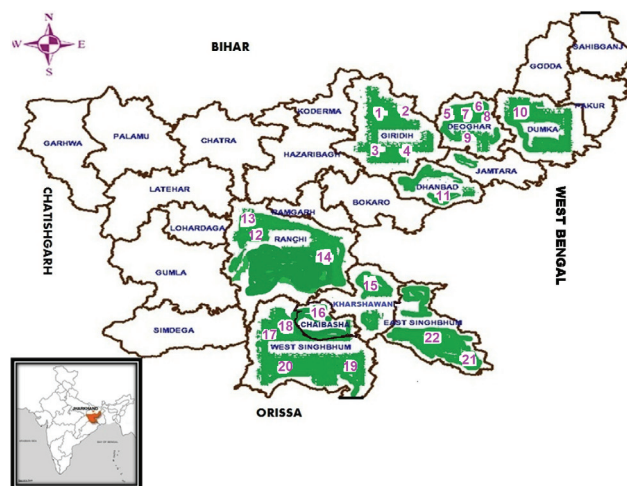 N
W E
S
BIHAR
SAHIBGANJ
GODDA
PAKUR
KODERMA
1 2
GIRIDIH
3 4
5 6 7 8
DEOGHAR
9
10
DUMKA
GARHWA
PALAMU
CHATRA
HAZARIBAGH
JAMTARA
DHANBAD
11
BOKARO
LATEHAR
RAMGARH
LOHARDAGA
13
12 RANCHI
14
GUMLA
SIMDEGA
CHATISHGARH
WEST BENGAL
15
KHARSHAWAN
16
CHAIBASHA
17 18
WEST SINGHBHUM
20 19
EAST SINGHBHUM
22
21
ORISSA
JHARKHAND